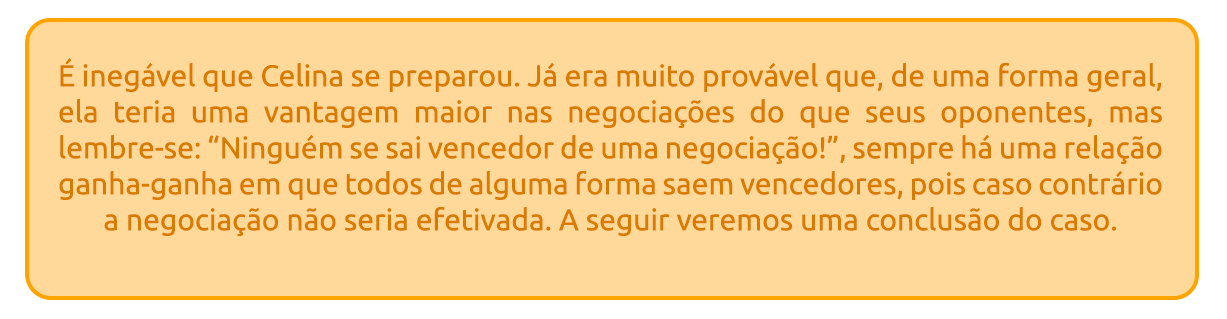 É inegável que Celina se preparou. Já era muito provável que, de uma forma geral,
ela teria uma vantagem maior nas negociações do que seus oponentes, mas
lembre-se: “Ninguém se sai vencedor de uma negociação!”, sempre há uma relação
ganha-ganha em que todos de alguma forma saem vencedores, pois caso contrário
a negociação não seria efetivada. A seguir veremos uma conclusão do caso.